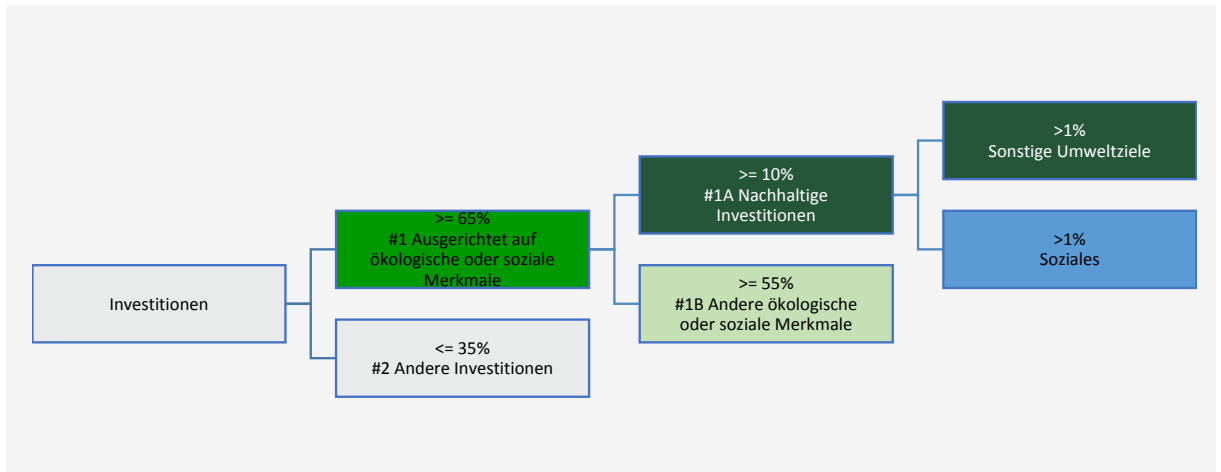 Investitionen
>= 65%
#1 Ausgerichtet auf
ökologische oder soziale
Merkmale
<= 35%
#2 Andere Investitionen
>= 10%
#1A Nachhaltige
Investitionen
>= 55%
#1B Andere ökologische
oder soziale Merkmale
>1%
Sonstige Umweltziele
>1%
Soziales